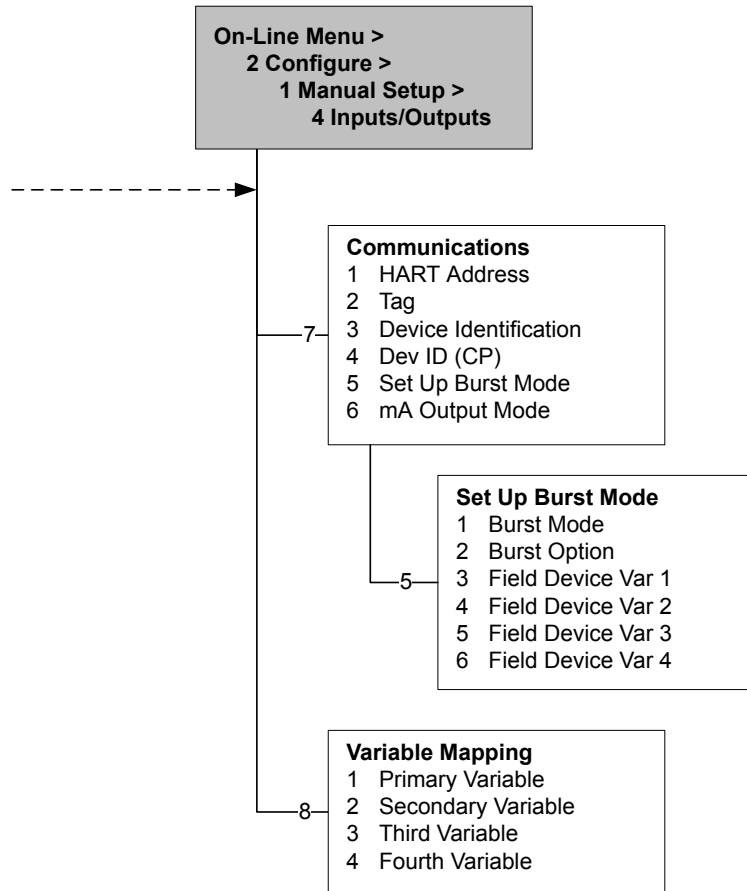 On-Line Menu >
2 Configure >
1 Manual Setup >
4 Inputs/Outputs
7
Communications
1 HART Address
2 Tag
3 Device Identification
4 Dev ID (CP)
5 Set Up Burst Mode
6 mA Output Mode
5
Set Up Burst Mode
1 Burst Mode
2 Burst Option
3 Field Device Var 1
4 Field Device Var 2
5 Field Device Var 3
6 Field Device Var 4
8
Variable Mapping
1 Primary Variable
2 Secondary Variable
3 Third Variable
4 Fourth Variable